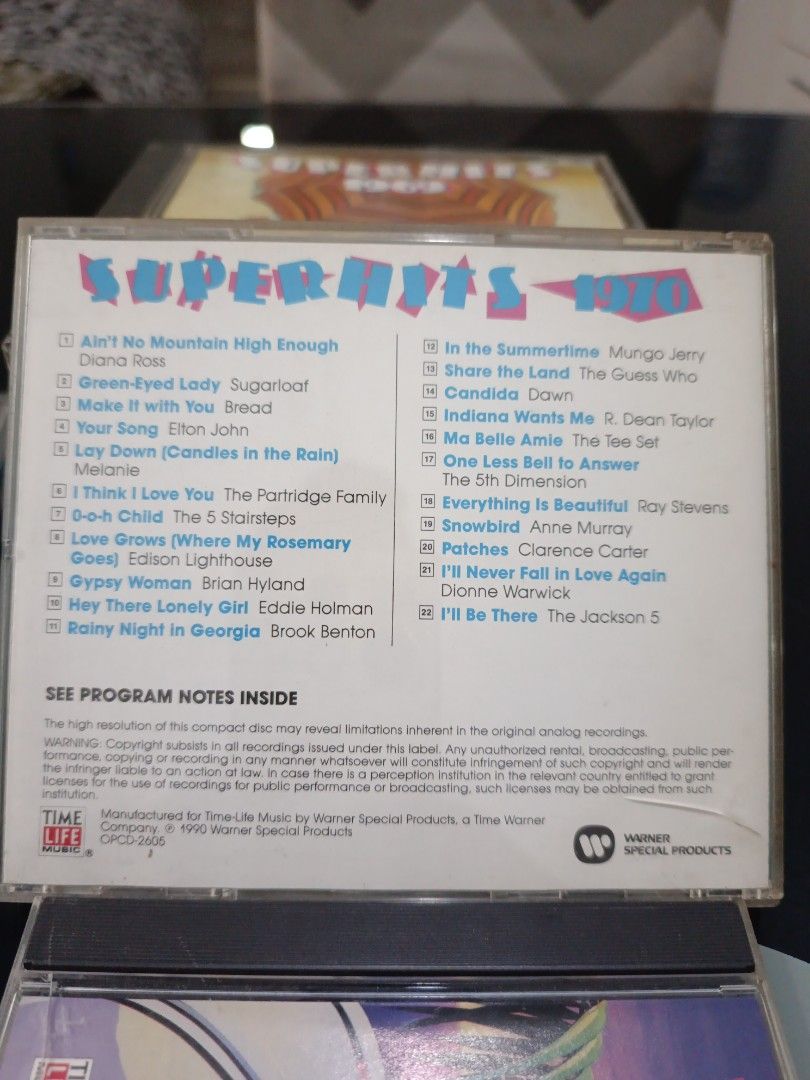 SUPERHITS
1969
SUPERHITS 1970
1 Ain't No Mountain High Enough
Diana Ross
2 Green-Eyed Lady Sugarloaf
3 Make It with You Bread
4 Your Song Elton John
5 Lay Down (Candles in the Rain)
Melanie
6 I Think I Love You The Partridge Family
7 O-o-h Child The 5 Stairsteps
8 Love Grows (Where My Rosemary
Goes) Edison Lighthouse
9 Gypsy Woman Brian Hyland
10 Hey There Lonely Girl Eddie Holman
11 Rainy Night in Georgia Brook Benton
12 In the Summertime Mungo Jerry
13 Share the Land The Guess Who
14 Candida Dawn
15 Indiana Wants Me R. Dean Taylor
16 Ma Belle Amie The Tee Set
17 One Less Bell to Answer
The 5th Dimension
18 Everything Is Beautiful Ray Stevens
19 Snowbird Anne Murray
20 Patches Clarence Carter
21 I'll Never Fall in Love Again
Dionne Warwick
22 I'll Be There The Jackson 5
SEE PROGRAM NOTES INSIDE
The high resolution of this compact disc may reveal limitations inherent in the original analog recordings.
WARNING: Copyright subsists in all recordings issued under this label. Any unauthorized rental, broadcasting, public per-
formance, copying or recording in any manner whatsoever will constitute infringement of such copyright and will render
the infringer liable to an action at law. In case there is a perception institution in the relevant country entitled to grant
licenses for the use of recordings for public performance or broadcasting, such licenses may be obtained from such
institution.
TIME
LIFE
MUSIC ®
Manufactured for Time-Life Music by Warner Special Products, a Time Warner
Company. ℗ 1990 Warner Special Products
OPCD-2605
WARNER
SPECIAL PRODUCTS